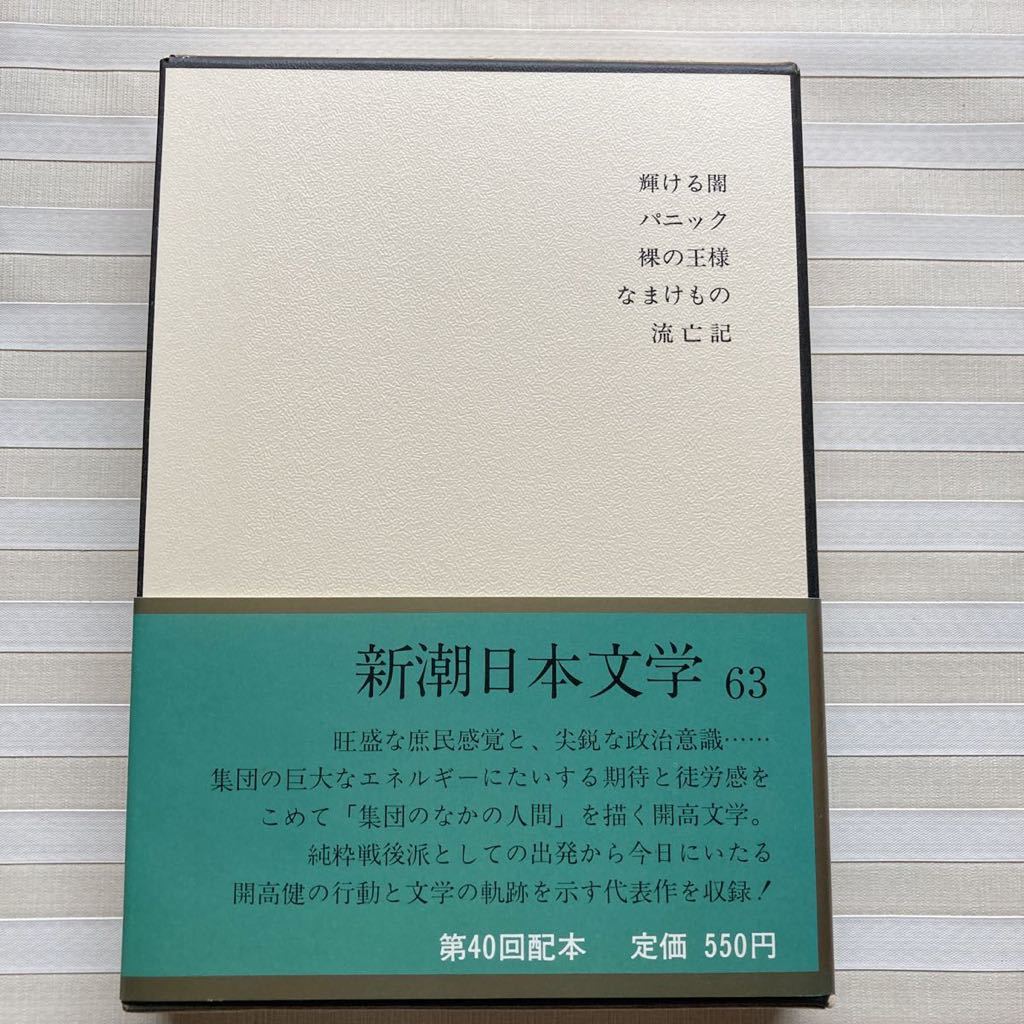 輝ける闇
パニック
裸の王様
なまけもの
流亡記
新潮日本文学 63
旺盛な庶民感覚と、尖鋭な政治意識……
集団の巨大なエネルギーにたいする期待と徒労感を
こめて「集団のなかの人間」を描く開高文学。
純粋戦後派としての出発から今日にいたる
開高健の行動と文学の軌跡を示す代表作を収録!
第40回配本 定価 550円